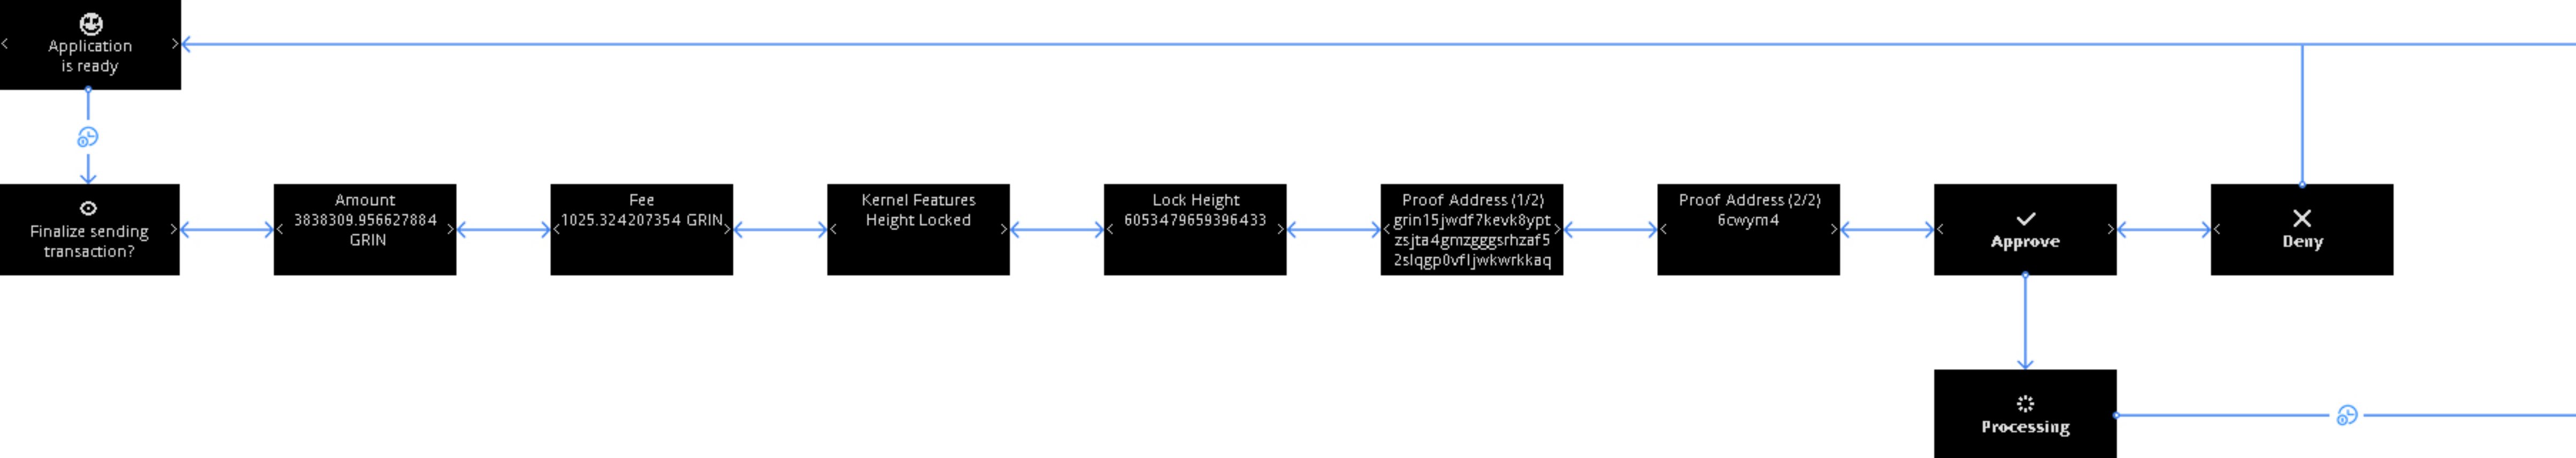 Application
is ready
Finalize sending
transaction?
Amount
3838309.956627884
GRIN
Fee
1025.324207354 GRIN
Kernel Features
Height Locked
Lock Height
6053479659396433
Proof Address (1/2)
grin15jwdf7kevk8ypt
zsjta4gmzgggsrhzaf5
2slqgp0vfljwkwrkkaq
Proof Address (2/2)
6cwym4
Approve
Deny
Processing